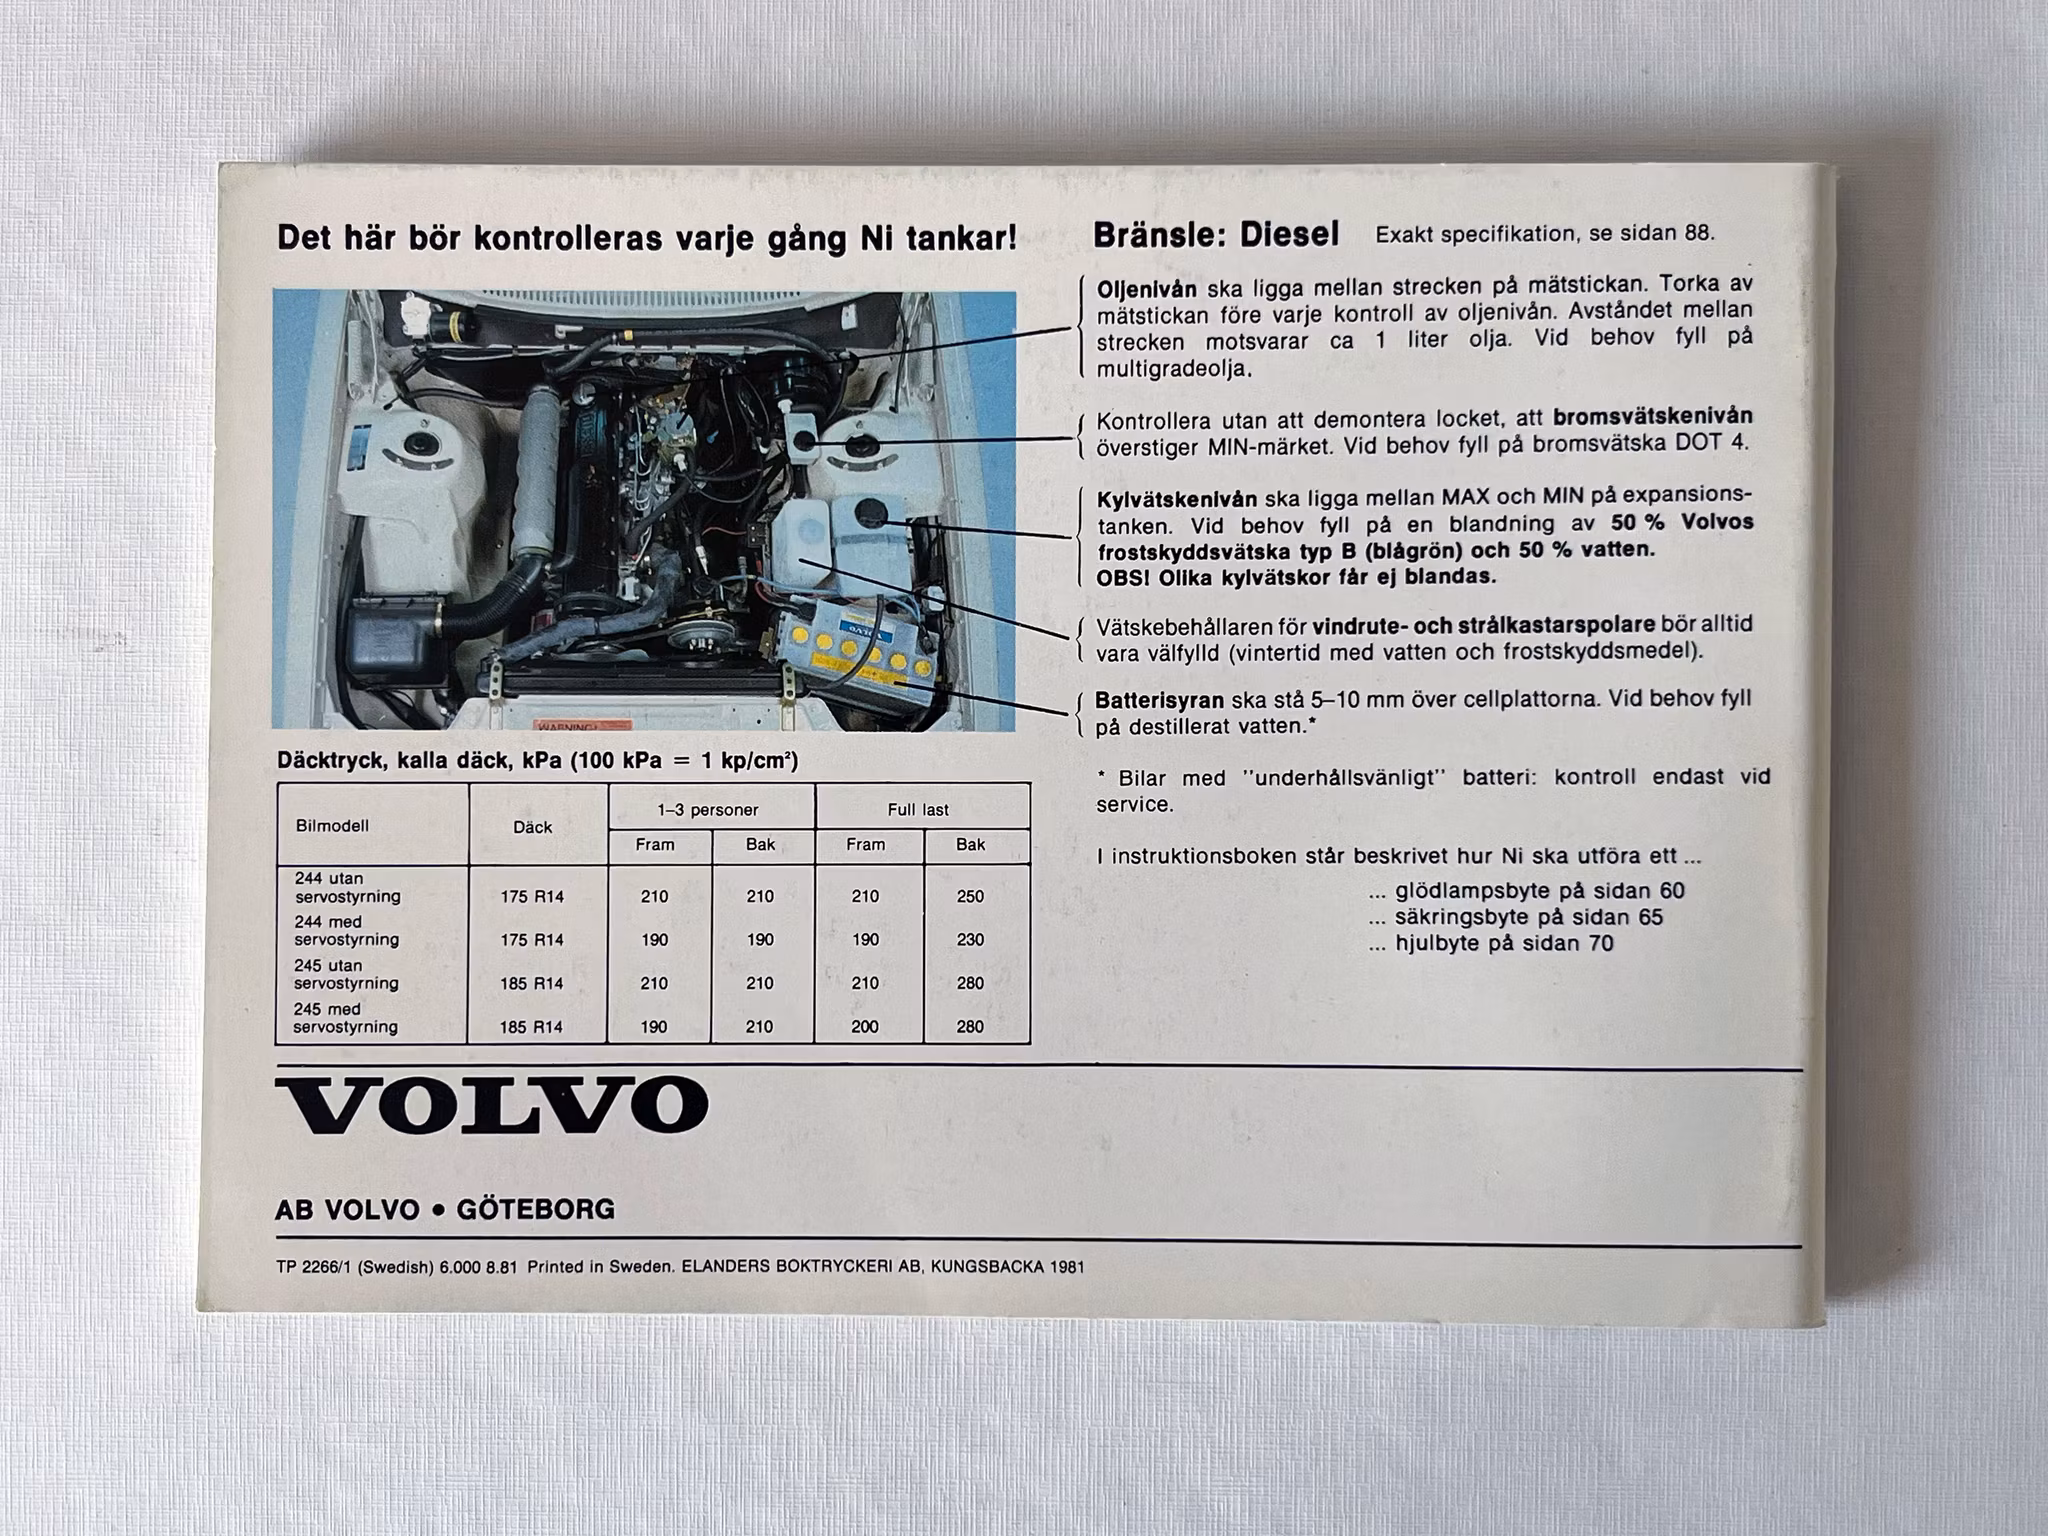 Det här bör kontrolleras varje gång Ni tankar!
WARNING!
VOLVO
Bränsle: Diesel Exakt specifikation, se sidan 88.
Oljenivån ska ligga mellan strecken på mätstickan. Torka av
mätstickan före varje kontroll av oljenivån. Avståndet mellan
strecken motsvarar ca 1 liter olja. Vid behov fyll på
multigradeolja.
Kontrollera utan att demontera locket, att bromsvätskenivån
överstiger MIN-märket. Vid behov fyll på bromsvätska DOT 4.
Kylvätskenivån ska ligga mellan MAX och MIN på expansions-
tanken. Vid behov fyll på en blandning av 50 % Volvos
frostskyddsvätska typ B (blågrön) och 50 % vatten.
OBS! Olika kylvätskor får ej blandas.
Vätskebehållaren för vindrute- och strålkastarspolare bör alltid
vara välfylld (vintertid med vatten och frostskyddsmedel).
Batterisyran ska stå 5–10 mm över cellplattorna. Vid behov fyll
på destillerat vatten.*
* Bilar med "underhållsvänligt" batteri: kontroll endast vid
service.
I instruktionsboken står beskrivet hur Ni ska utföra ett ...
... glödlampsbyte på sidan 60
... säkringsbyte på sidan 65
... hjulbyte på sidan 70
Däcktryck, kalla däck, kPa (100 kPa = 1 kp/cm²)
Bilmodell Däck 1–3 personer Full last
Fram Bak Fram Bak
244 utan
servostyrning 175 R14 210 210 210 250
244 med
servostyrning 175 R14 190 190 190 230
245 utan
servostyrning 185 R14 210 210 210 280
245 med
servostyrning 185 R14 190 210 200 280
VOLVO
AB VOLVO • GÖTEBORG
TP 2266/1 (Swedish) 6.000 8.81 Printed in Sweden. ELANDERS BOKTRYCKERI AB, KUNGSBACKA 1981